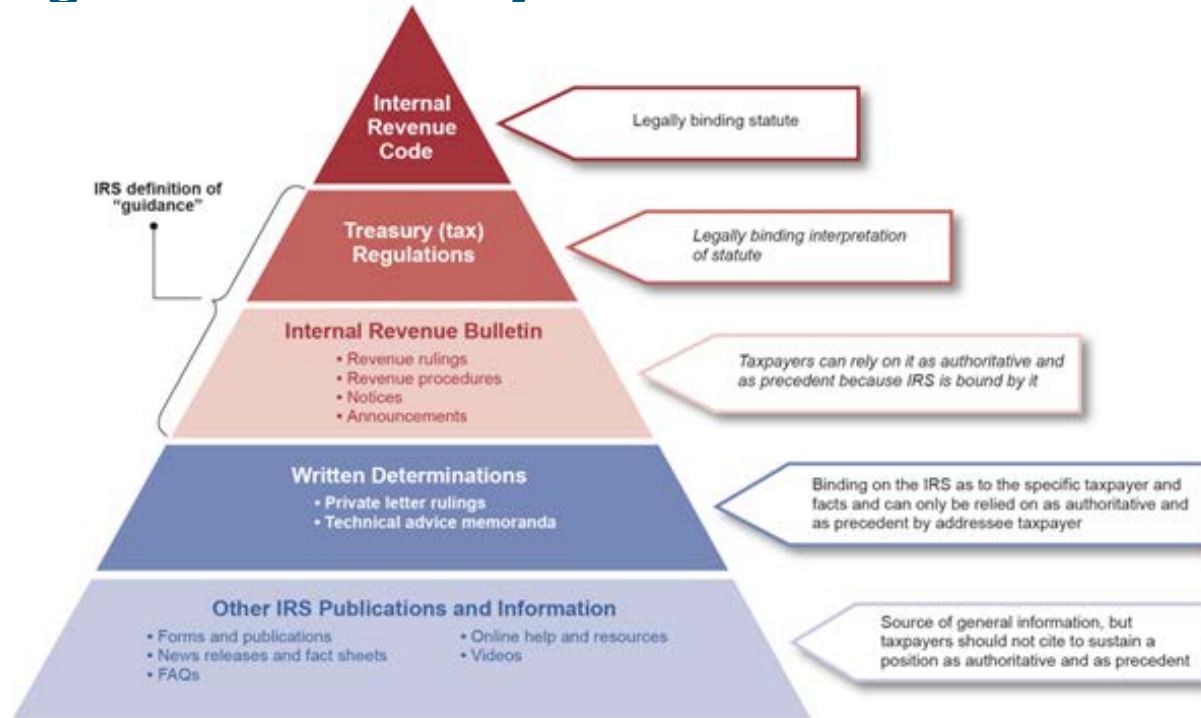 Internal
Revenue
Code
Legally binding statute
IRS definition of
“guidance”
Treasury (tax)
Regulations
Legally binding interpretation
of statute
Internal Revenue Bulletin
• Revenue rulings
• Revenue procedures
• Notices
• Announcements
Taxpayers can rely on it as authoritative and
as precedent because IRS is bound by it
Written Determinations
• Private letter rulings
• Technical advice memoranda
Binding on the IRS as to the specific taxpayer and
facts and can only be relied on as authoritative and
as precedent by addressee taxpayer
Other IRS Publications and Information
• Forms and publications
• News releases and fact sheets
• FAQs
• Online help and resources
• Videos
Source of general information, but
taxpayers should not cite to sustain a
position as authoritative and as precedent